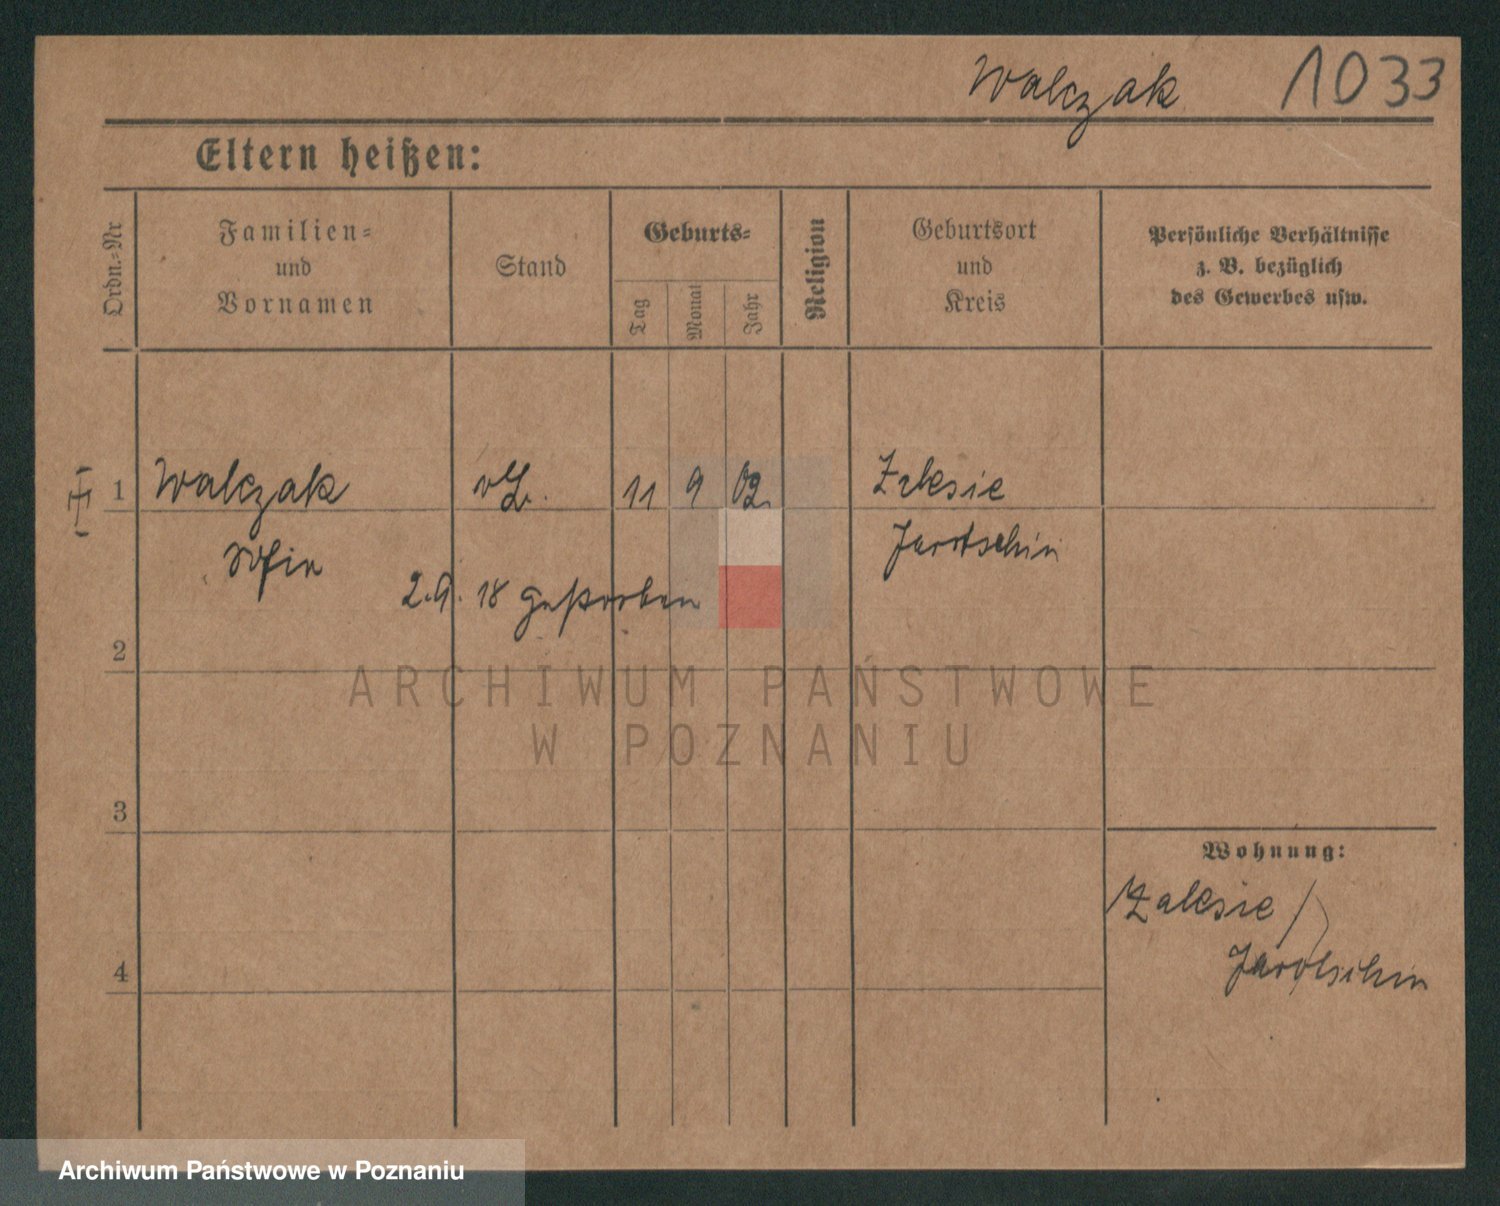 Walczak 1033
Eltern heißen:
Ordn.-Nr
Familien-
und
Vornamen
Stand
Geburts-
Tag
Monat
Jahr
Religion
Geburtsort
und
Kreis
Persönliche Verhältnisse
z. B. bezüglich
des Gewerbes usw.
1 Walczak 11 9 02. Zalesie
Sofia Jarotschin
2.9. 18 gestorben
2
3
4
Wohnung:
Zalesie
Jarotschin
ARCHIWUM PAŃSTWOWE
W POZNANIU
Archiwum Państwowe w Poznaniu